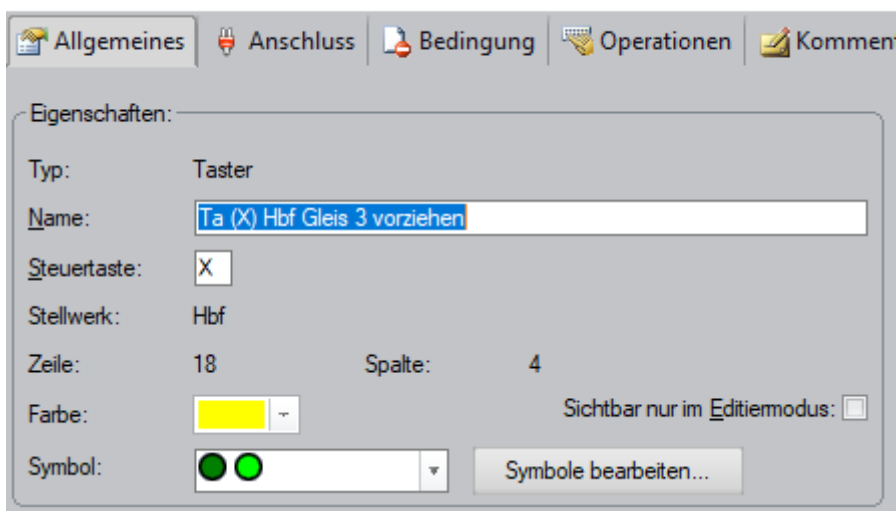 Allgemeines Anschluss Bedingung Operationen Kommen
Eigenschaften:
Typ: Taster
Name: Ta (X) Hbf Gleis 3 vorziehen
Steuertaste: X
Stellwerk: Hbf
Zeile: 18 Spalte: 4
Farbe: Sichtbar nur im Editiermodus:
Symbol: Symbole bearbeiten...